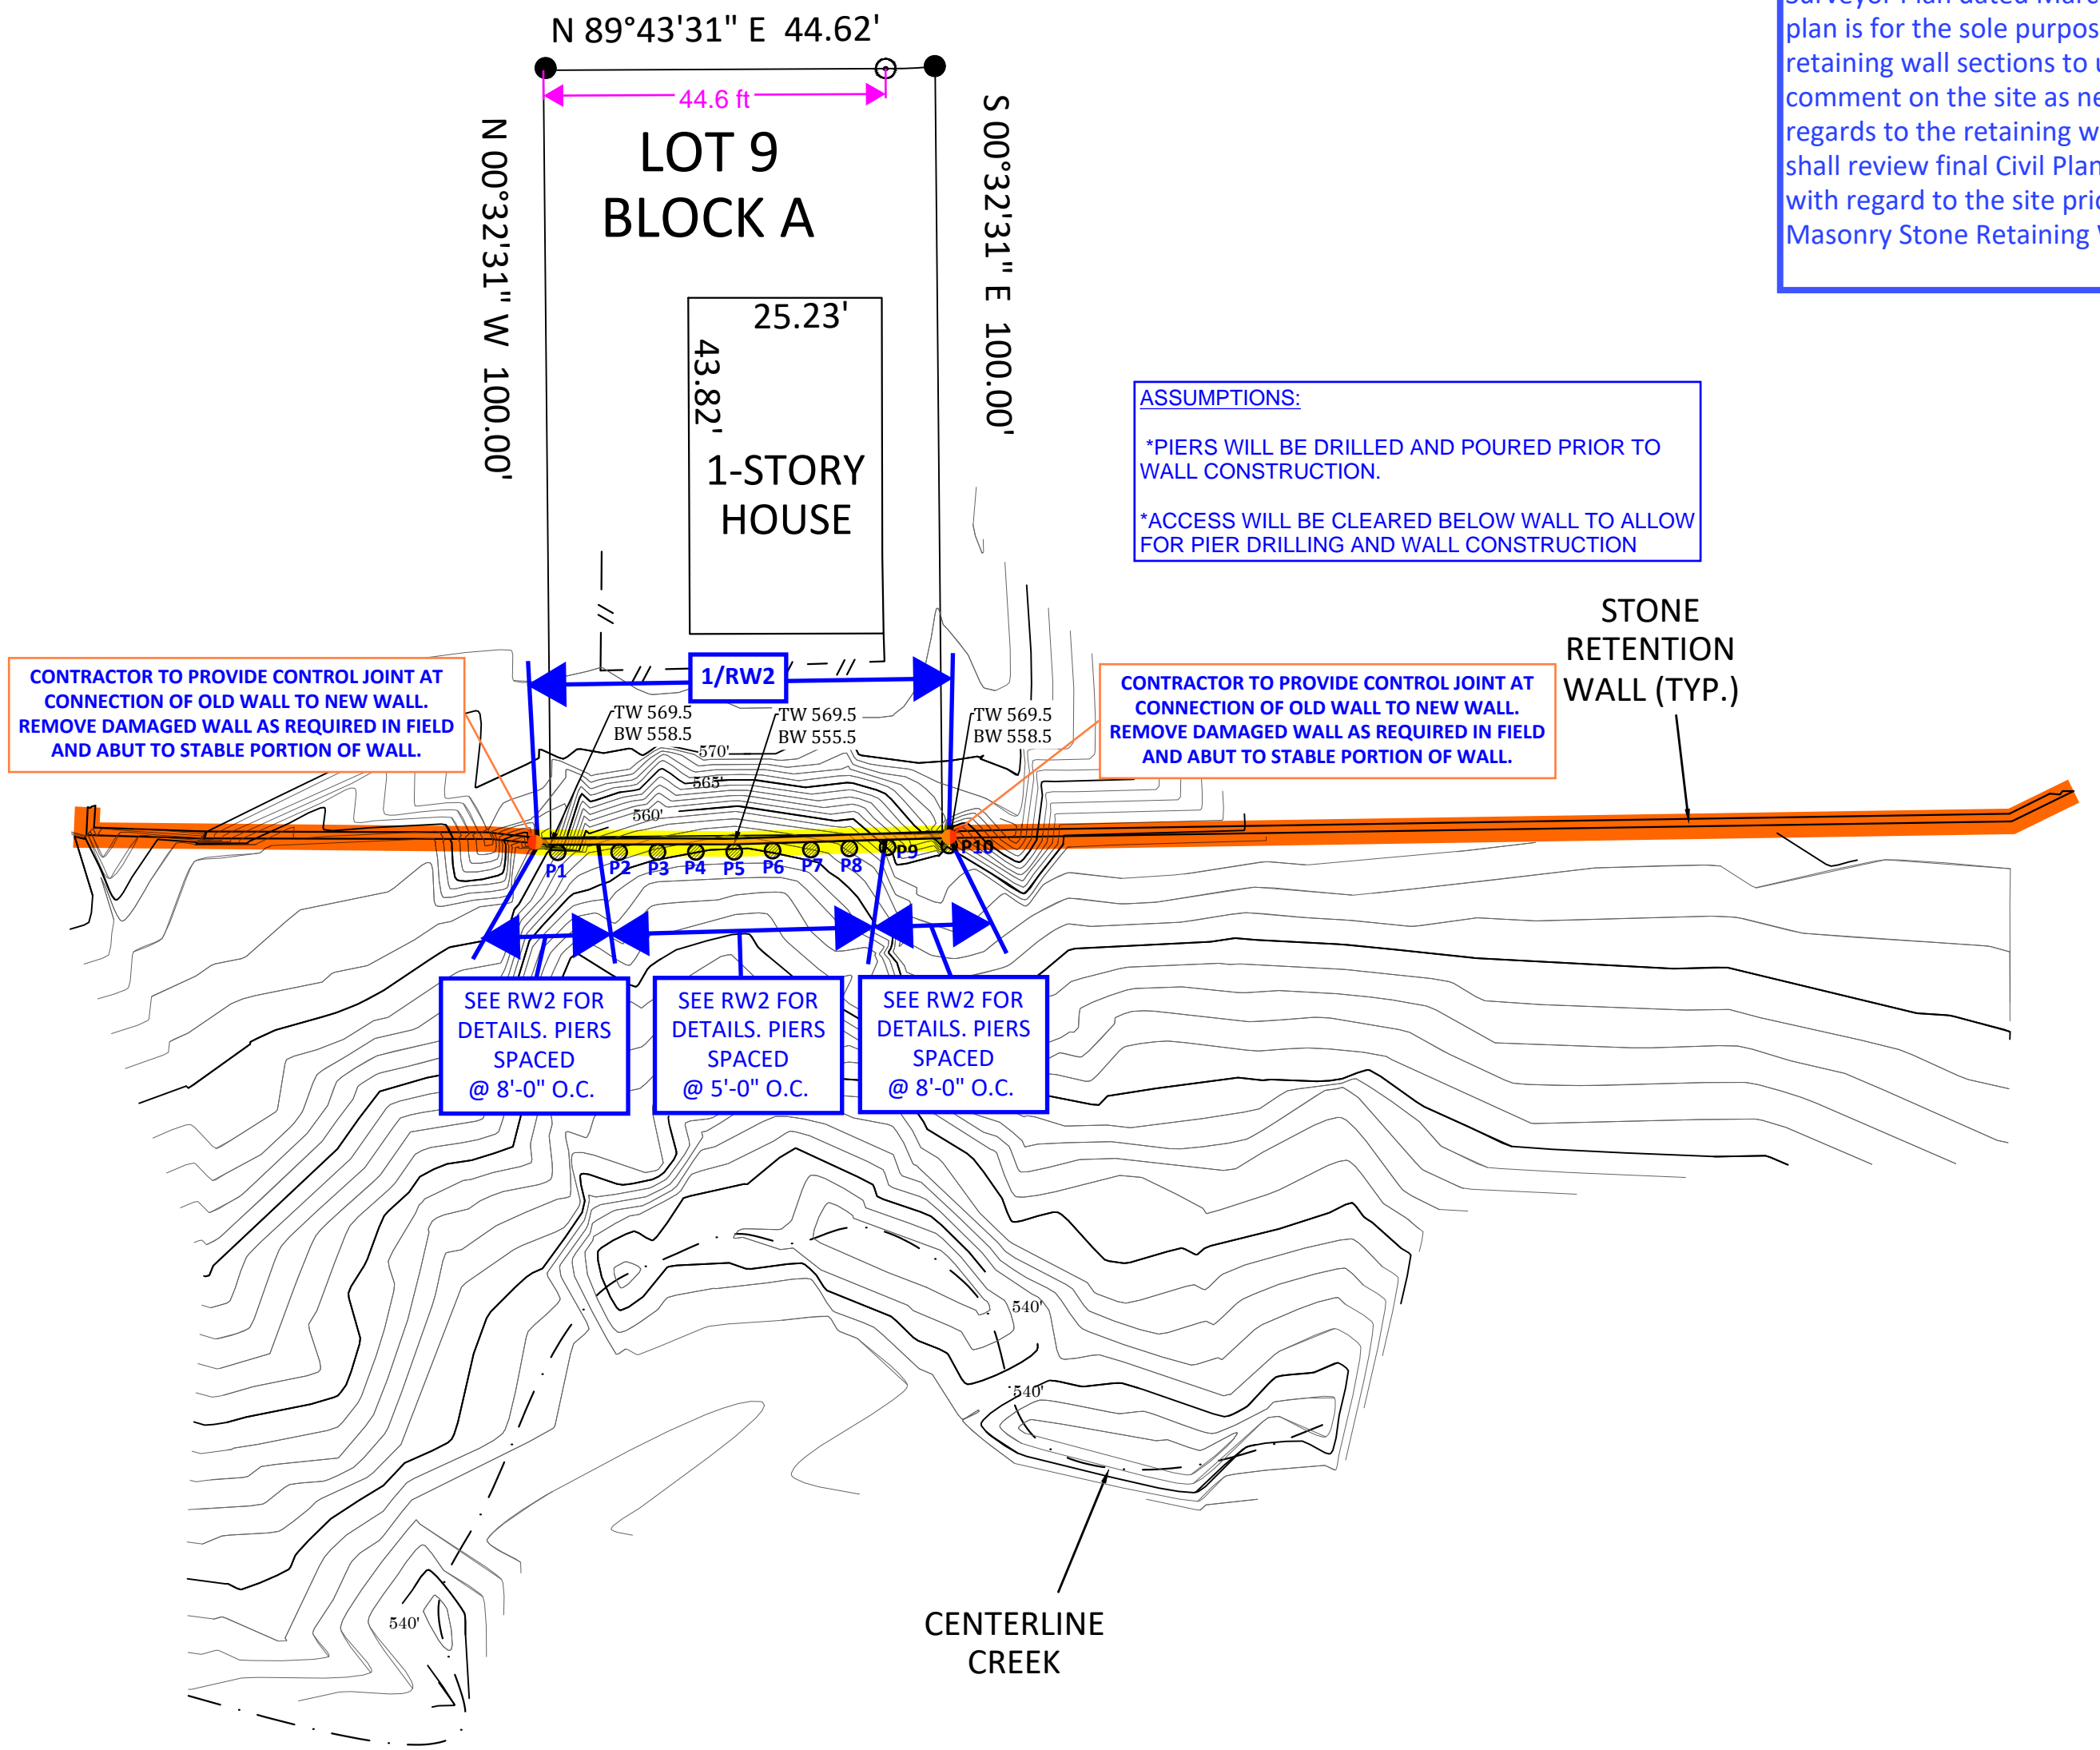 N 89°43'31" E 44.62'
44.6 ft
LOT 9
BLOCK A
N 00°32'31" W 100.00'
S 00°32'31" E 100.00'
25.23'
43.82'
1-STORY
HOUSE
Surveyor Plan dated
plan is for the sole
retaining wall sections to
comment on the site as
regards to the retaining
shall review final Civil
with regard to the site
Masonry Stone Retaining
ASSUMPTIONS:
*PIERS WILL BE DRILLED AND POURED PRIOR TO
WALL CONSTRUCTION.
*ACCESS WILL BE CLEARED BELOW WALL TO ALLOW
FOR PIER DRILLING AND WALL CONSTRUCTION
STONE
RETENTION
WALL (TYP.)
CONTRACTOR TO PROVIDE CONTROL JOINT AT
CONNECTION OF OLD WALL TO NEW WALL.
REMOVE DAMAGED WALL AS REQUIRED IN FIELD
AND ABUT TO STABLE PORTION OF WALL.
1/RW2
CONTRACTOR TO PROVIDE CONTROL JOINT AT
CONNECTION OF OLD WALL TO NEW WALL.
REMOVE DAMAGED WALL AS REQUIRED IN FIELD
AND ABUT TO STABLE PORTION OF WALL.
TW 569.5
BW 558.5
TW 569.5
BW 555.5
TW 569.5
BW 558.5
570'
565'
560'
P1
P2
P3
P4
P5
P6
P7
P8
P9
P10
SEE RW2 FOR
DETAILS. PIERS
SPACED
@ 8'-0" O.C.
SEE RW2 FOR
DETAILS. PIERS
SPACED
@ 5'-0" O.C.
SEE RW2 FOR
DETAILS. PIERS
SPACED
@ 8'-0" O.C.
540'
540'
540'
CENTERLINE
CREEK